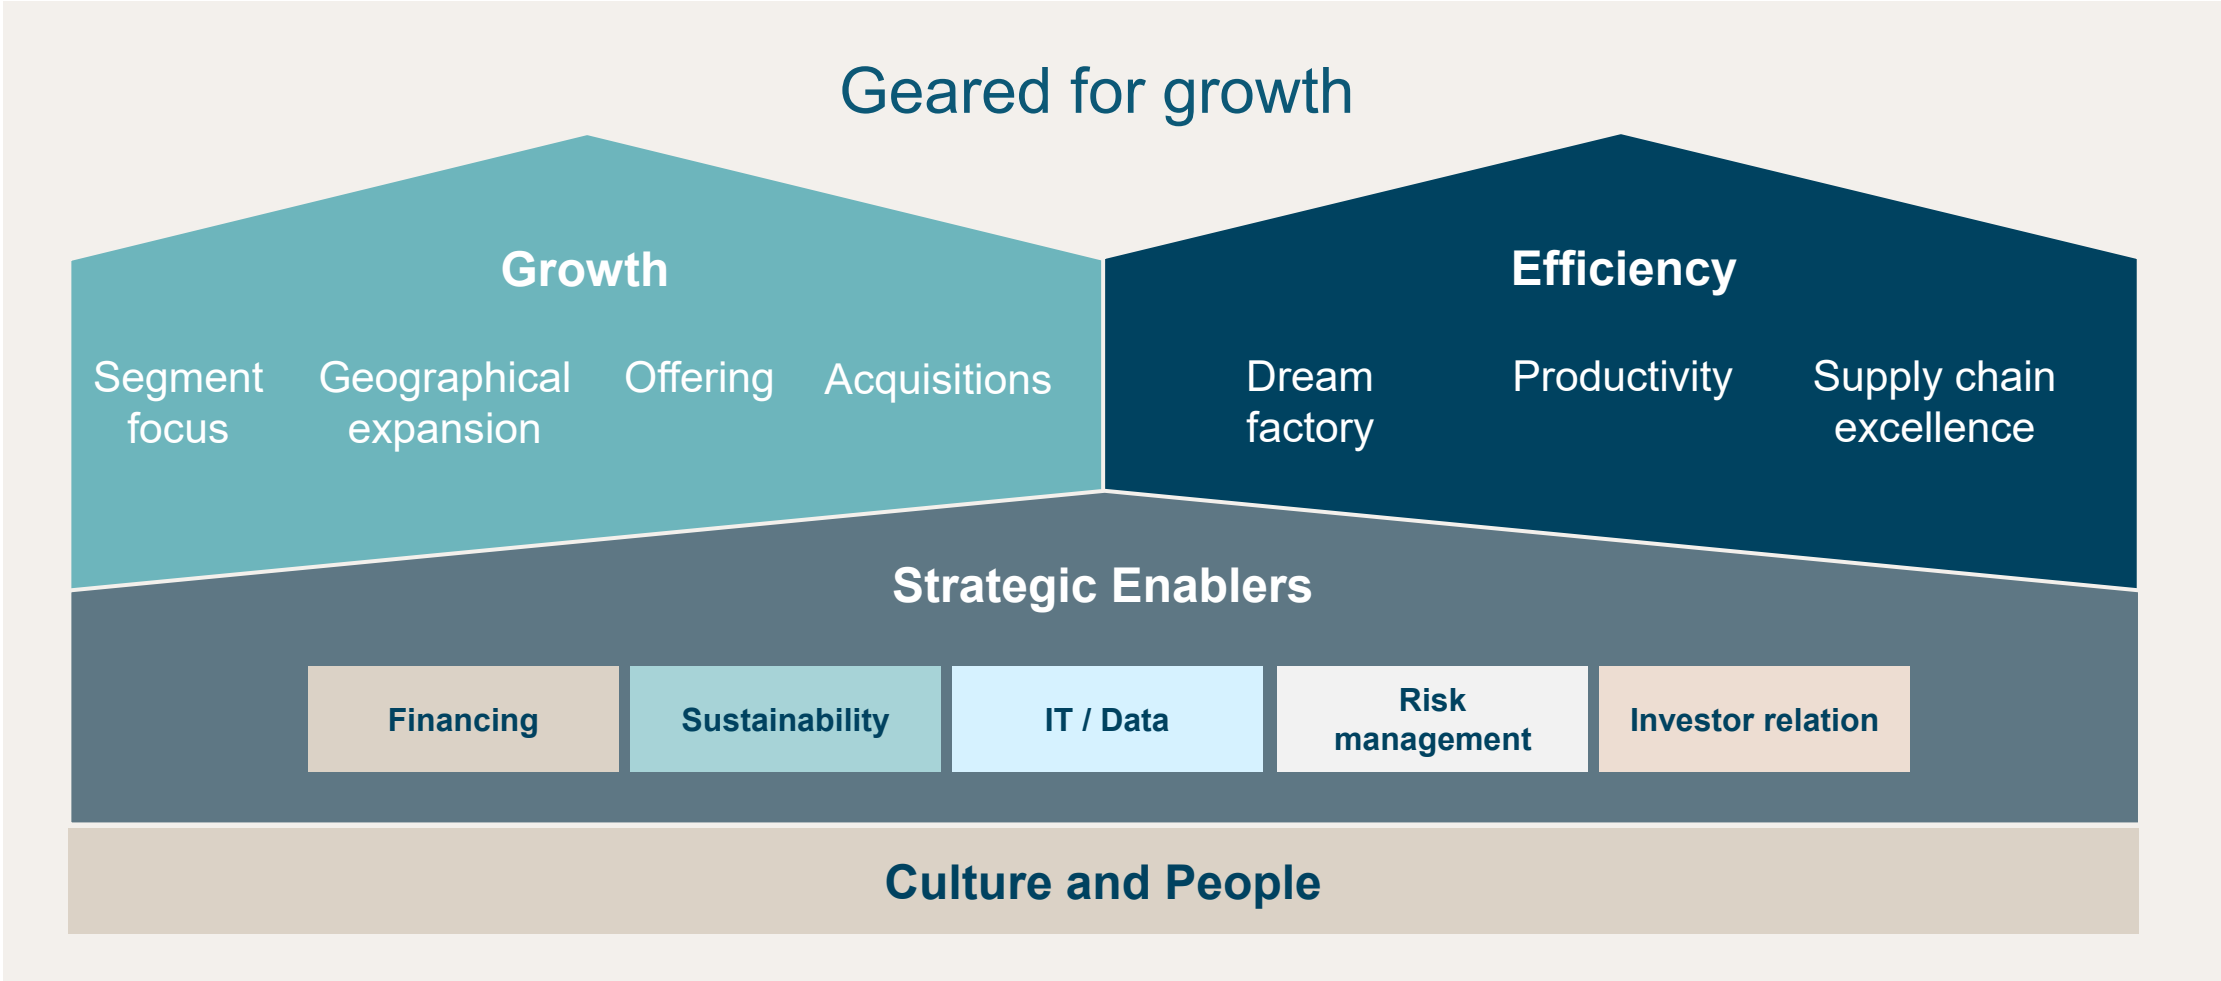 Geared for growth
Growth
Segment
focus
Geographical
expansion
Offering
Acquisitions
Efficiency
Dream
factory
Productivity
Supply chain
excellence
Strategic Enablers
Financing
Sustainability
IT / Data
Risk
management
Investor relation
Culture and People